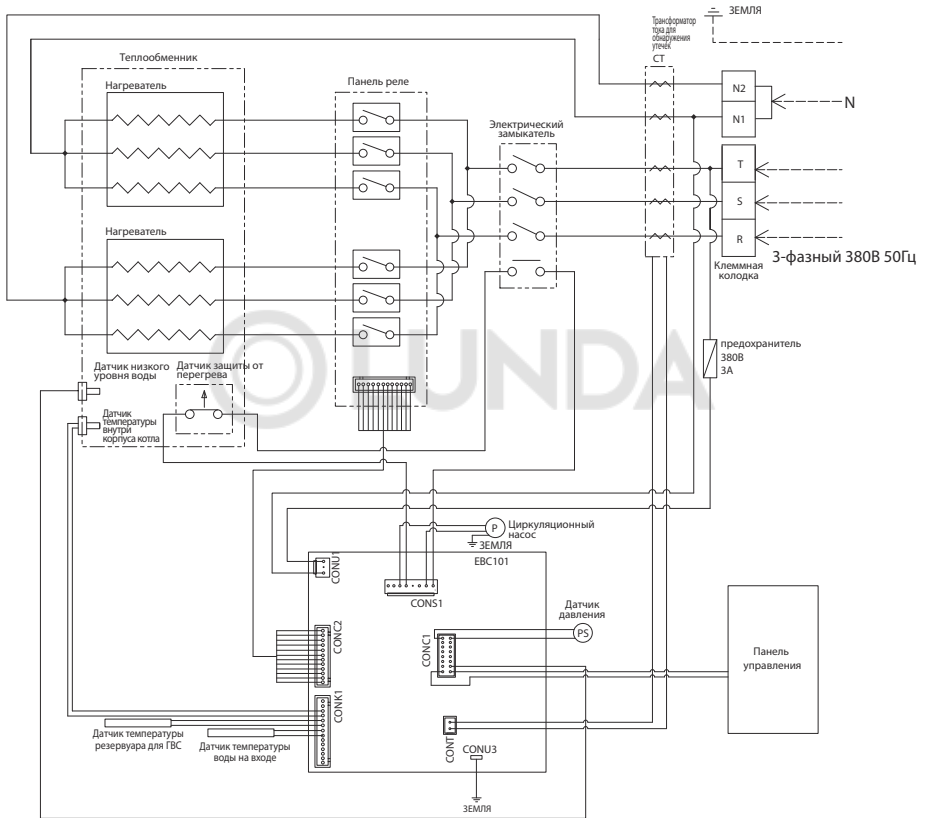 ЗЕМЛЯ
Трансформатор
тока для
обнаружения
утечек
СТ
Теплообменник
Нагреватель
Панель реле
Электрический
замыкатель
N2
N1
N
T
S
R
3-фазный 380В 50Гц
Клеммная
колодка
Нагреватель
LUNDA
предохранитель
380В
3А
Датчик низкого
уровня воды
Датчик защиты от
перегрева
Датчик
температуры
внутри
корпуса котла
P
Циркуляционный
насос
ЗЕМЛЯ
EBC101
CONU1
CONS1
Датчик
давления
PS
CONC2
CONC1
Панель
управления
CONK1
Датчик температуры
резервуара для ГВС
Датчик температуры
воды на входе
CONT
CONU3
ЗЕМЛЯ